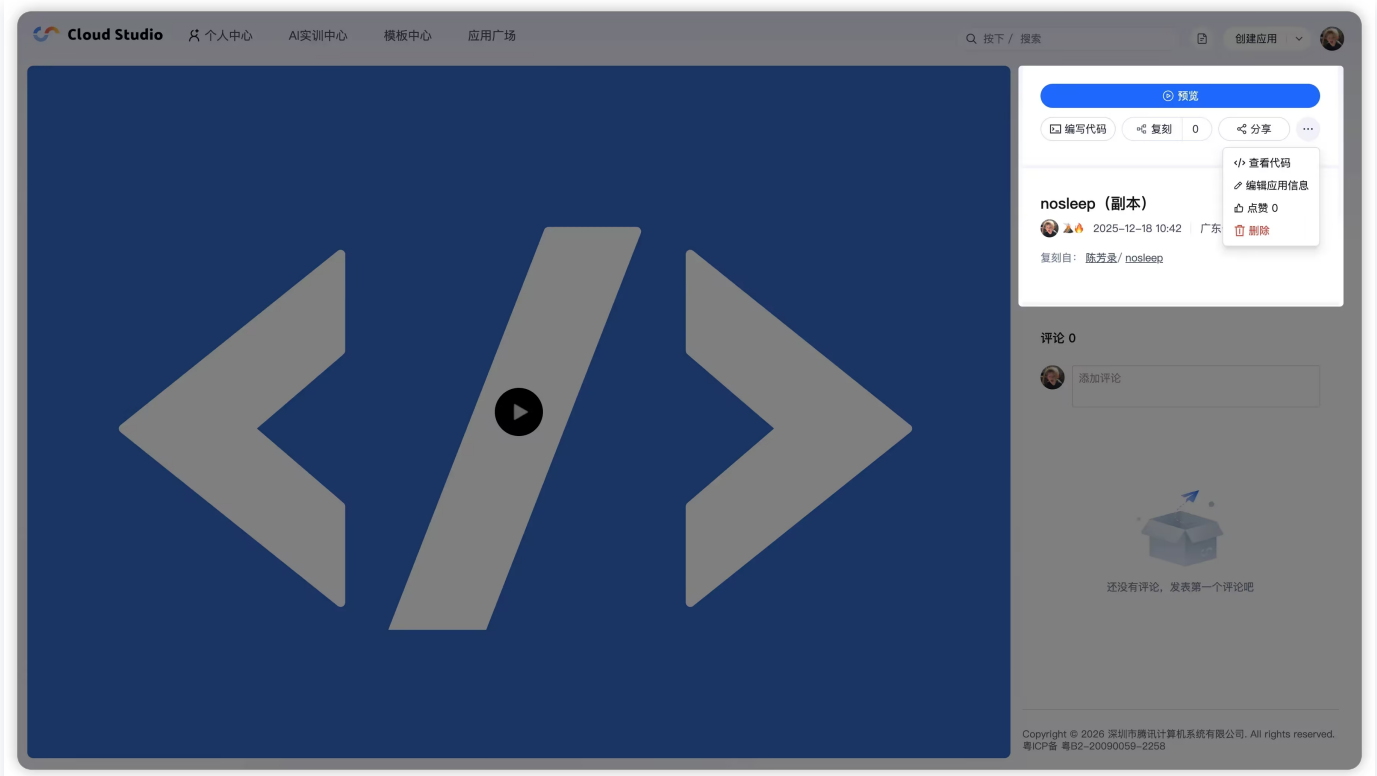 Cloud Studio 个人中心 AI实训中心 模板中心 应用广场 按下 / 搜索 创建应用
预览
编写代码 复刻 0 分享 ...
查看代码
编辑应用信息
点赞 0
删除
nosleep（副本）
2025-12-18 10:42 广东
复刻自： 陈芳录/ nosleep
评论 0
添加评论
还没有评论，发表第一个评论吧
Copyright © 2026 深圳市腾讯计算机系统有限公司. All rights reserved.
粤ICP备 粤B2-20090059-2258